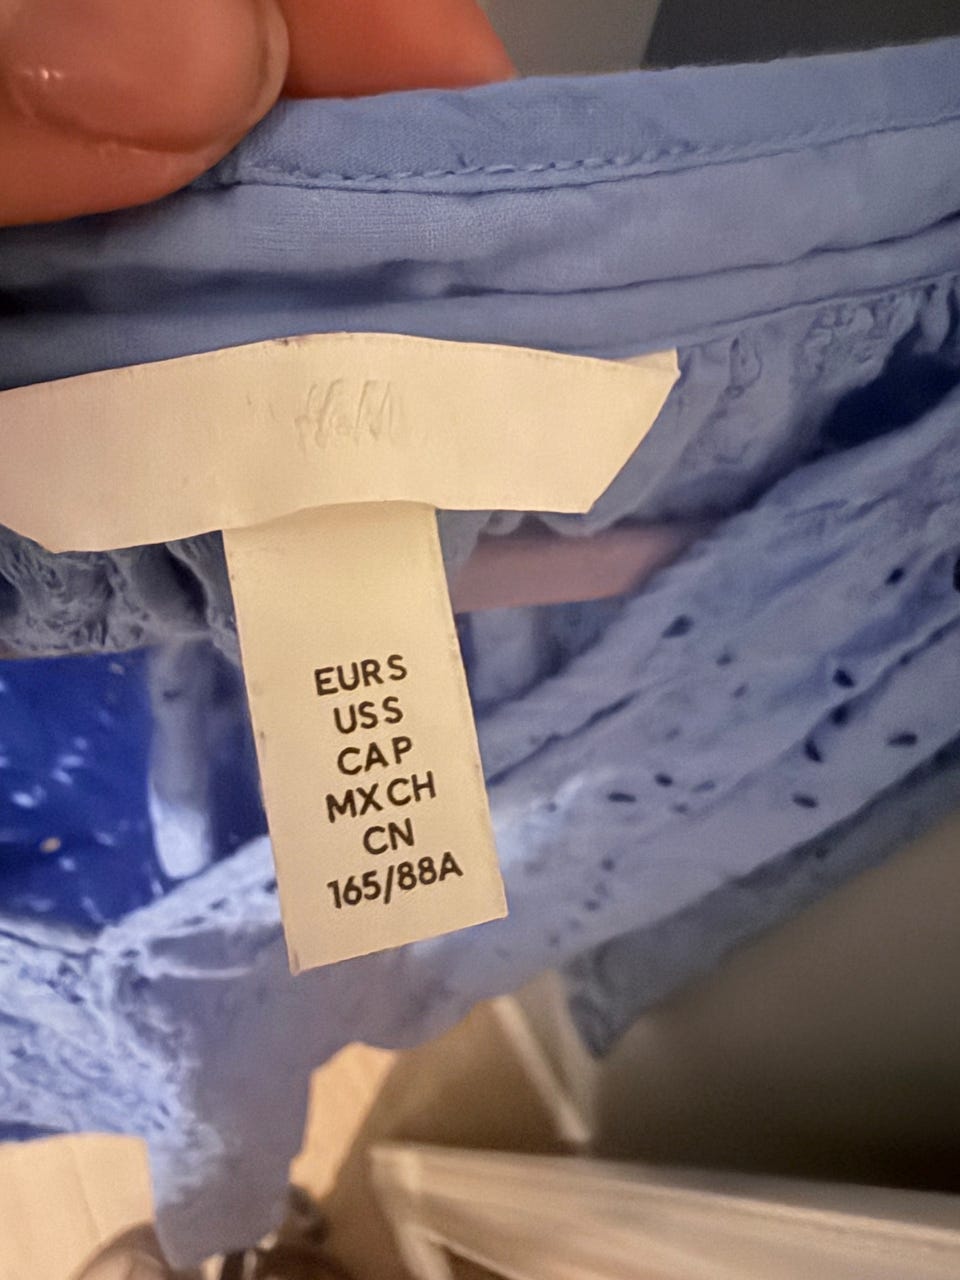 H&M
EUR S
US S
CA P
MX CH
CN
165/88A